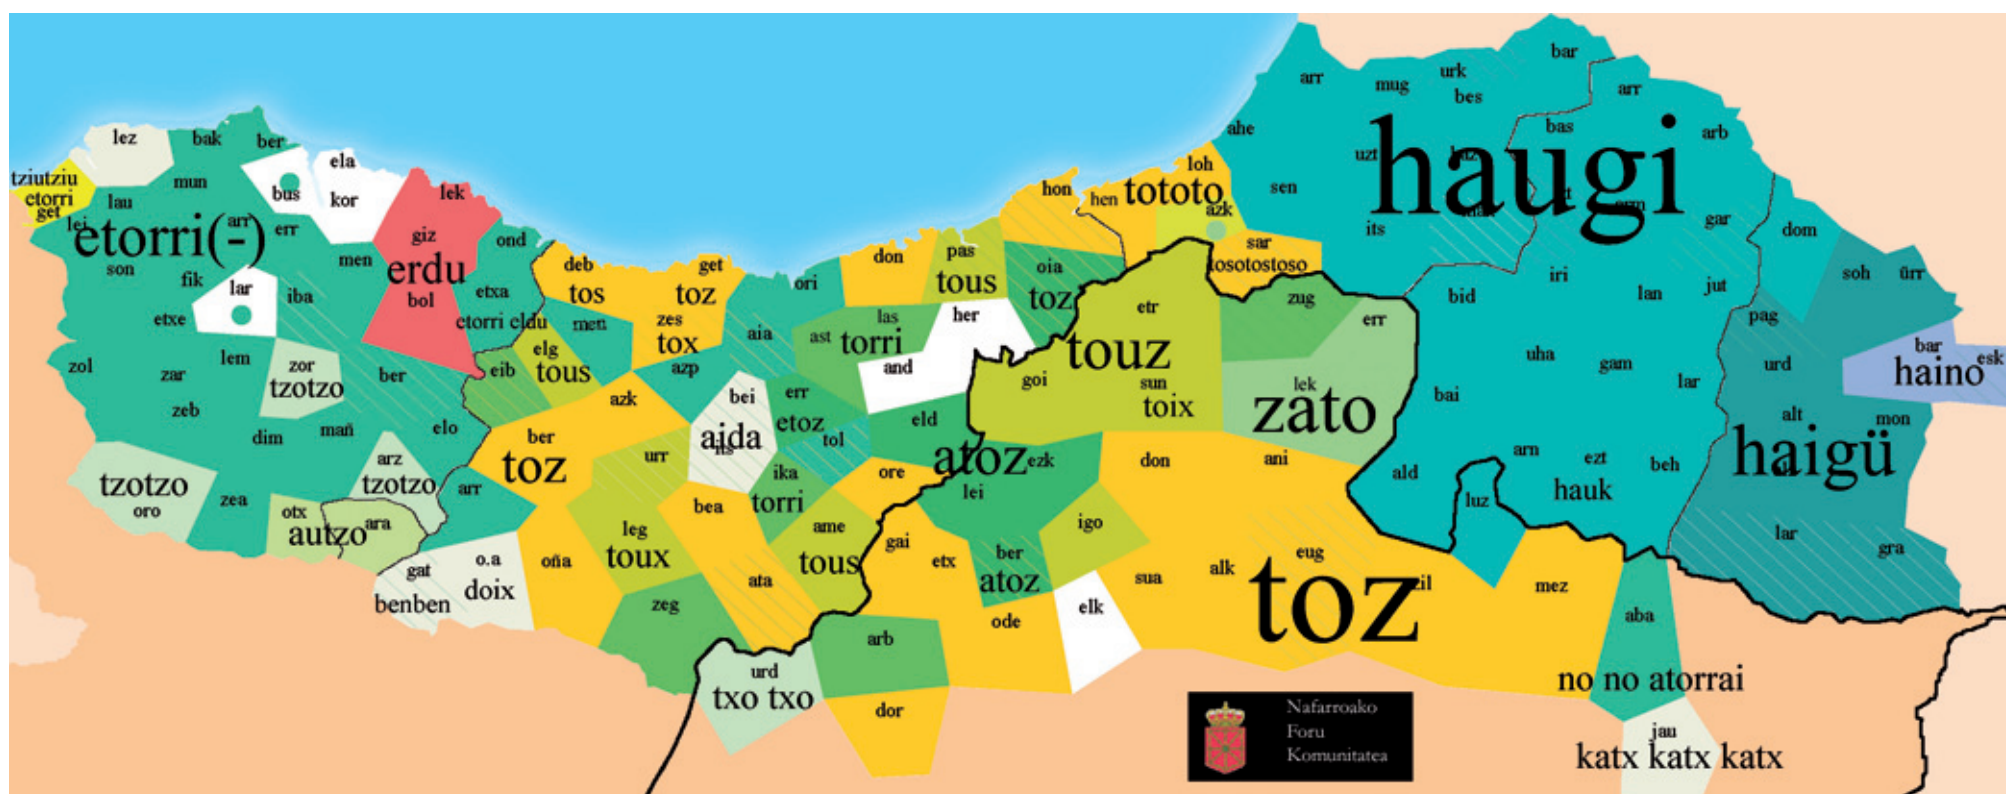 lez
bak
ber
tziutziu
etorri
get
mun
lau
lei
etorri(-)
arr
err
son
fik
men
bus
ela
kor
lek
giz
erdu
bol
ond
etxa
etorri eldu
lar
iba
etxe
zol
zar
lem
zor
tzotzo
ber
zeb
dim
mañ
elo
tzotzo
oro
zea
arz
tzotzo
arr
otx
autzo
ara
gat
benben
o.a
doix
deb
tos
get
toz
zes
tox
men
elg
tous
eib
azp
azk
ber
toz
urr
oña
leg
toux
zeg
ori
aia
bei
aida
its
err
etoz
tol
ika
torri
bea
ata
ame
tous
don
pas
tous
las
ast
torri
her
and
eld
ore
atoz
ezk
lei
hon
hen
tototo
loh
azk
sar
tosotostoso
oia
toz
etr
touz
goi
sun
toix
zug
err
lek
zato
gai
etx
ber
atoz
igo
ode
elk
don
ani
sua
alk
eug
toz
zil
mez
urd
txo txo
arb
dor
arr
mug
urk
bes
bar
ahe
uzt
sen
its
haugi
bas
arr
arb
gar
bid
iri
lan
jut
uha
gam
lar
bai
ald
arn
ezt
beh
hauk
luz
dom
soh
ürr
pag
urd
bar
esk
haino
alt
mon
haigü
lar
gra
aba
no no atorrai
jau
katx katx katx
Nafarroako
Foru
Komunitatea